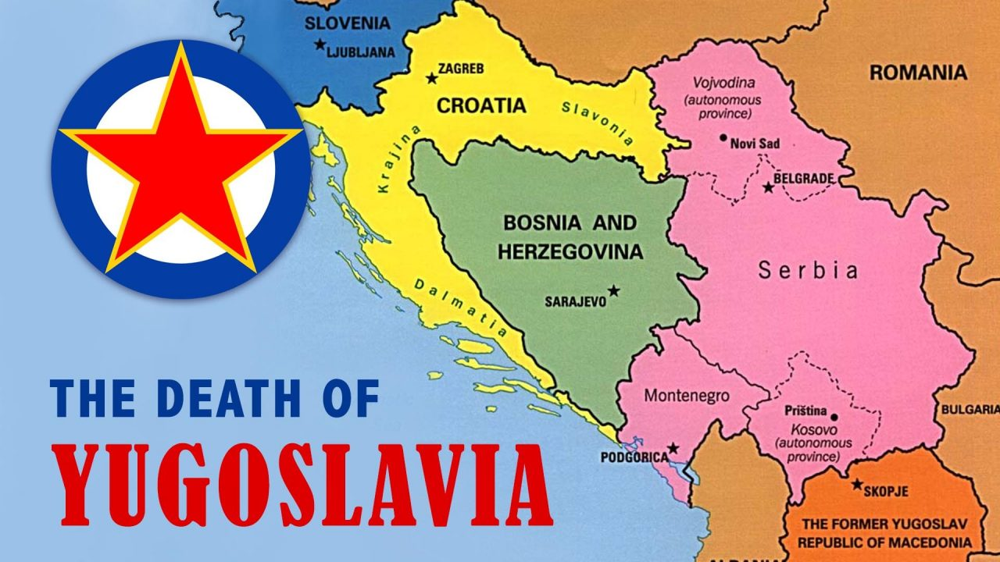 SLOVENIA
LJUBLJANA
ZAGREB
CROATIA
Slavonia
Krajina
Dalmatia
BOSNIA AND
HERZEGOVINA
SARAJEVO
Vojvodina
(autonomous
province)
Novi Sad
BELGRADE
ROMANIA
Serbia
Montenegro
PODGORICA
Priština
Kosovo
(autonomous
province)
BULGARIA
SKOPJE
THE FORMER YUGOSLAV
REPUBLIC OF MACEDONIA
ALBANIA
THE DEATH OF
YUGOSLAVIA